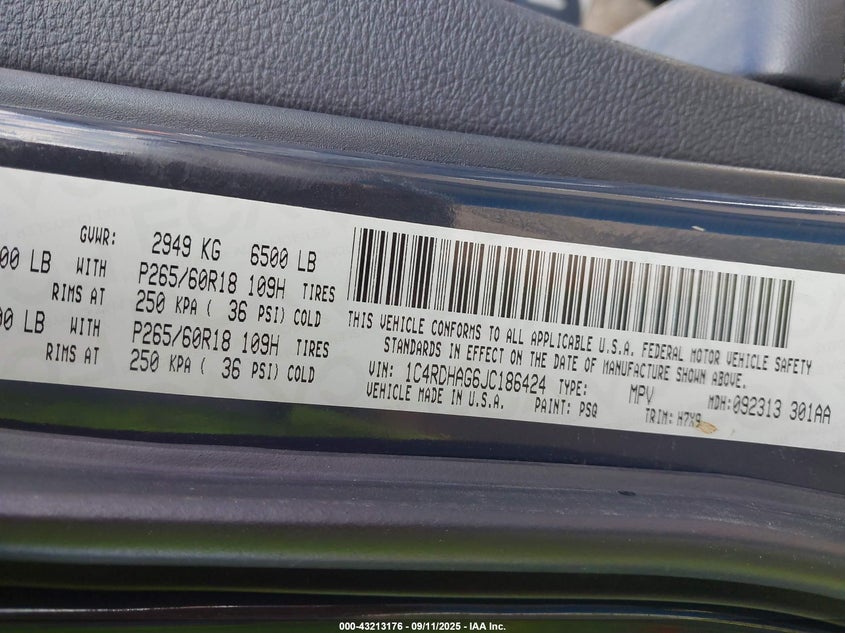 GVWR: 2949 KG 6500 LB
00 LB WITH P265/60R18 109H TIRES
RIMS AT 250 KPA ( 36 PSI) COLD
00 LB WITH P265/60R18 109H TIRES
RIMS AT 250 KPA ( 36 PSI) COLD
THIS VEHICLE CONFORMS TO ALL APPLICABLE U.S.A. FEDERAL MOTOR VEHICLE SAFETY
STANDARDS IN EFFECT ON THE DATE OF MANUFACTURE SHOWN ABOVE.
VIN: 1C4RDHAG6JC186424 TYPE: MPV MDH:092313 301AA
VEHICLE MADE IN U.S.A. PAINT: PSQ TRIM: H7X9
000-43213176 - 09/11/2025 - IAA Inc.